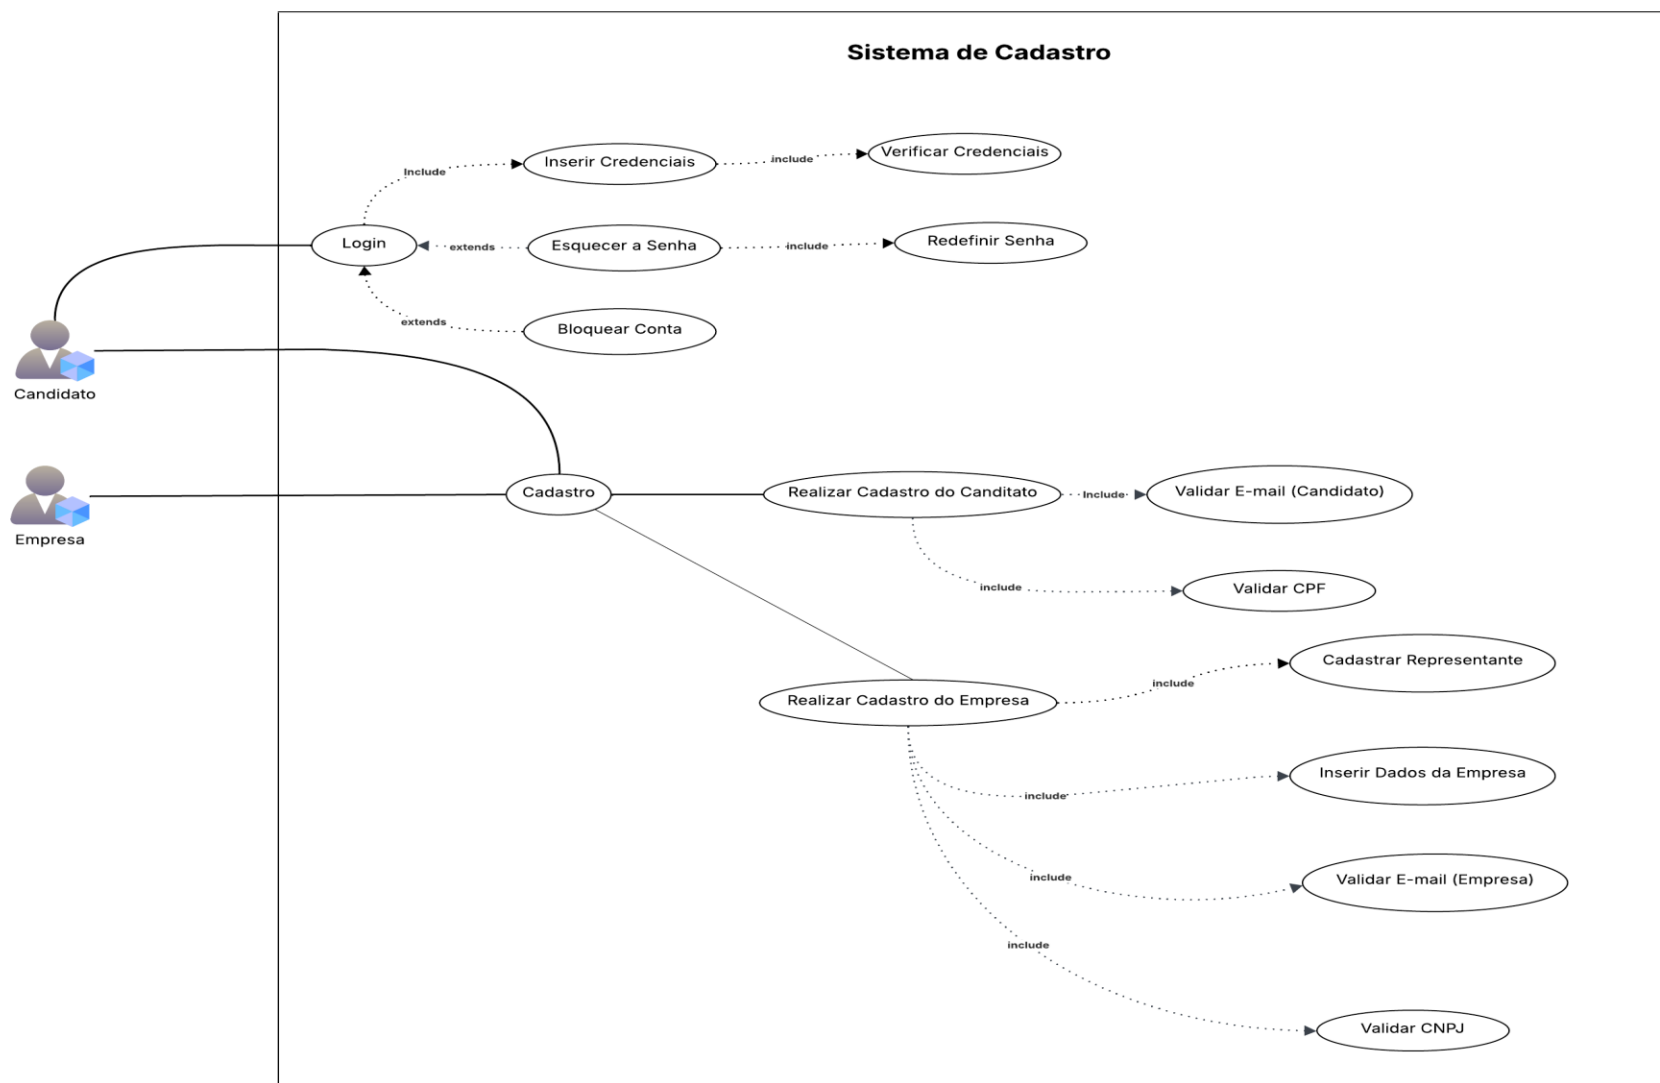 Sistema de Cadastro
Inserir Credenciais
include
Verificar Credenciais
Include
Login
extends
Esquecer a Senha
include
Redefinir Senha
extends
Bloquear Conta
Candidato
Empresa
Cadastro
Realizar Cadastro do Canditato
Include
Validar E-mail (Candidato)
include
Validar CPF
Realizar Cadastro do Empresa
include
Cadastrar Representante
include
Inserir Dados da Empresa
include
Validar E-mail (Empresa)
include
Validar CNPJ